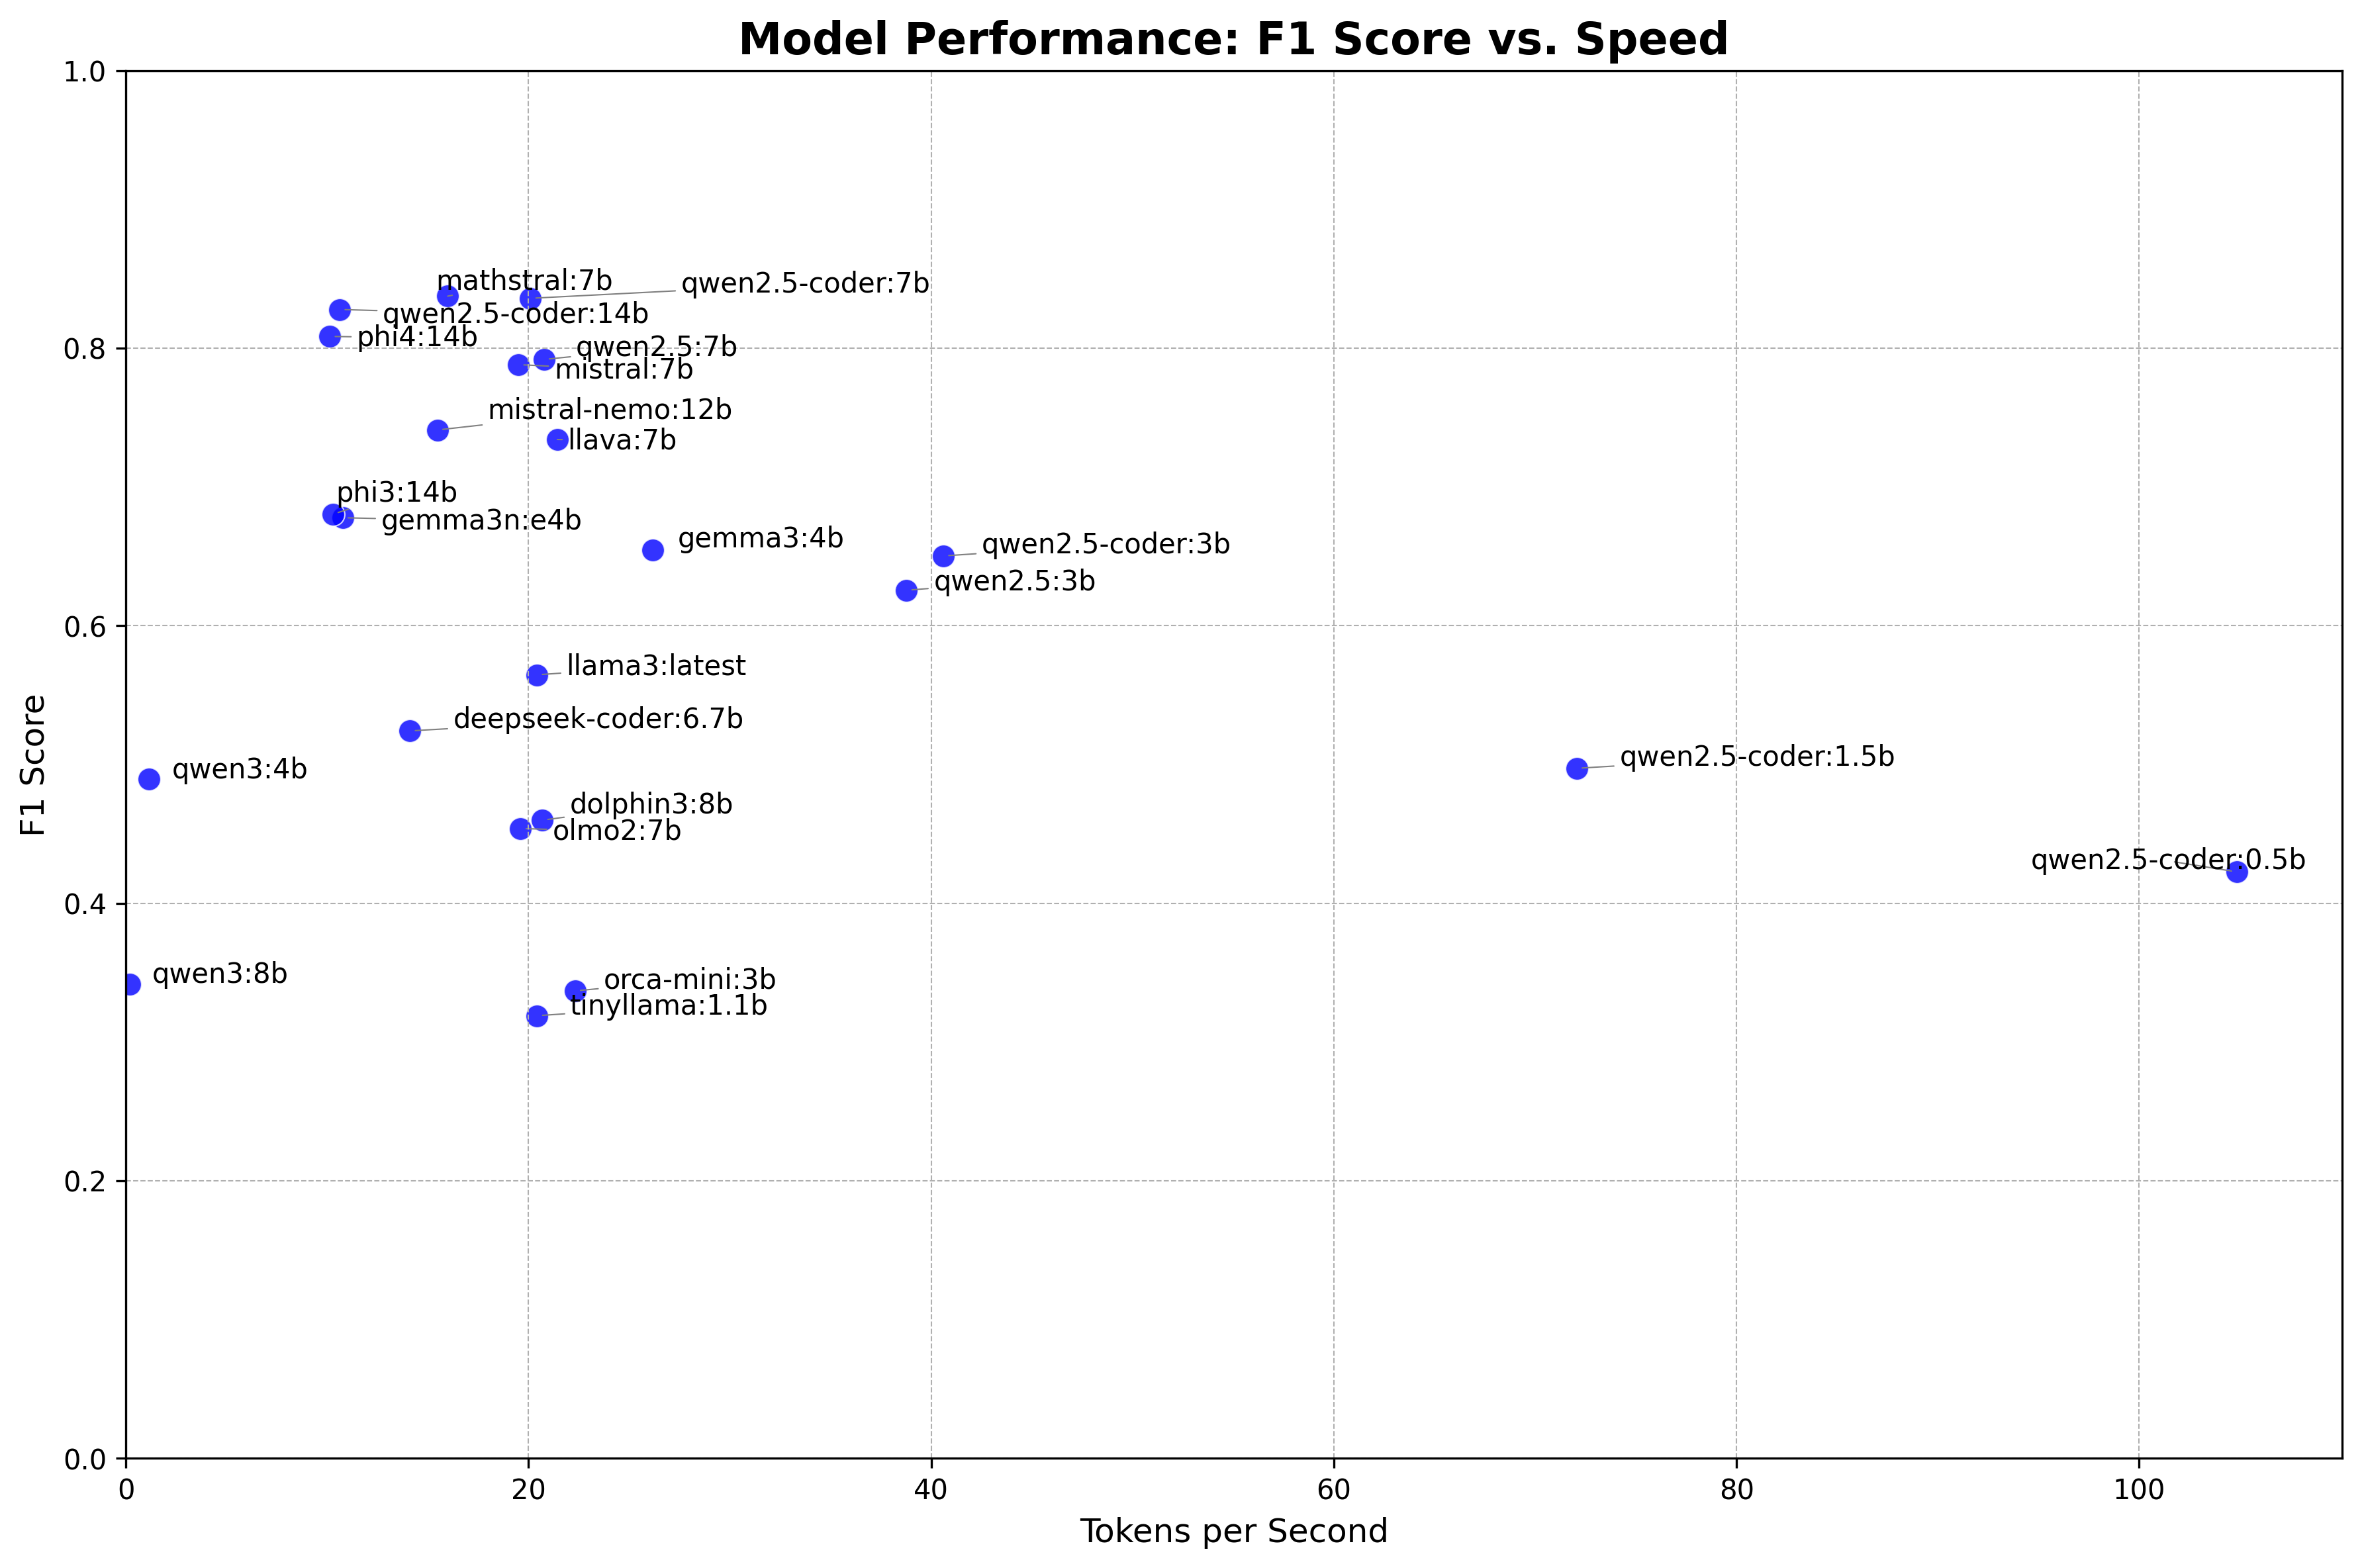 Model Performance: F1 Score vs. Speed
1.0
0.8
0.6
0.4
0.2
0.0
F1 Score
mathstral:7b
qwen2.5-coder:7b
qwen2.5-coder:14b
phi4:14b
qwen2.5:7b
mistral:7b
mistral-nemo:12b
llava:7b
phi3:14b
gemma3n:e4b
gemma3:4b
qwen2.5-coder:3b
qwen2.5:3b
llama3:latest
deepseek-coder:6.7b
qwen3:4b
qwen2.5-coder:1.5b
dolphin3:8b
olmo2:7b
qwen2.5-coder:0.5b
qwen3:8b
orca-mini:3b
tinyllama:1.1b
0 20 40 60 80 100
Tokens per Second